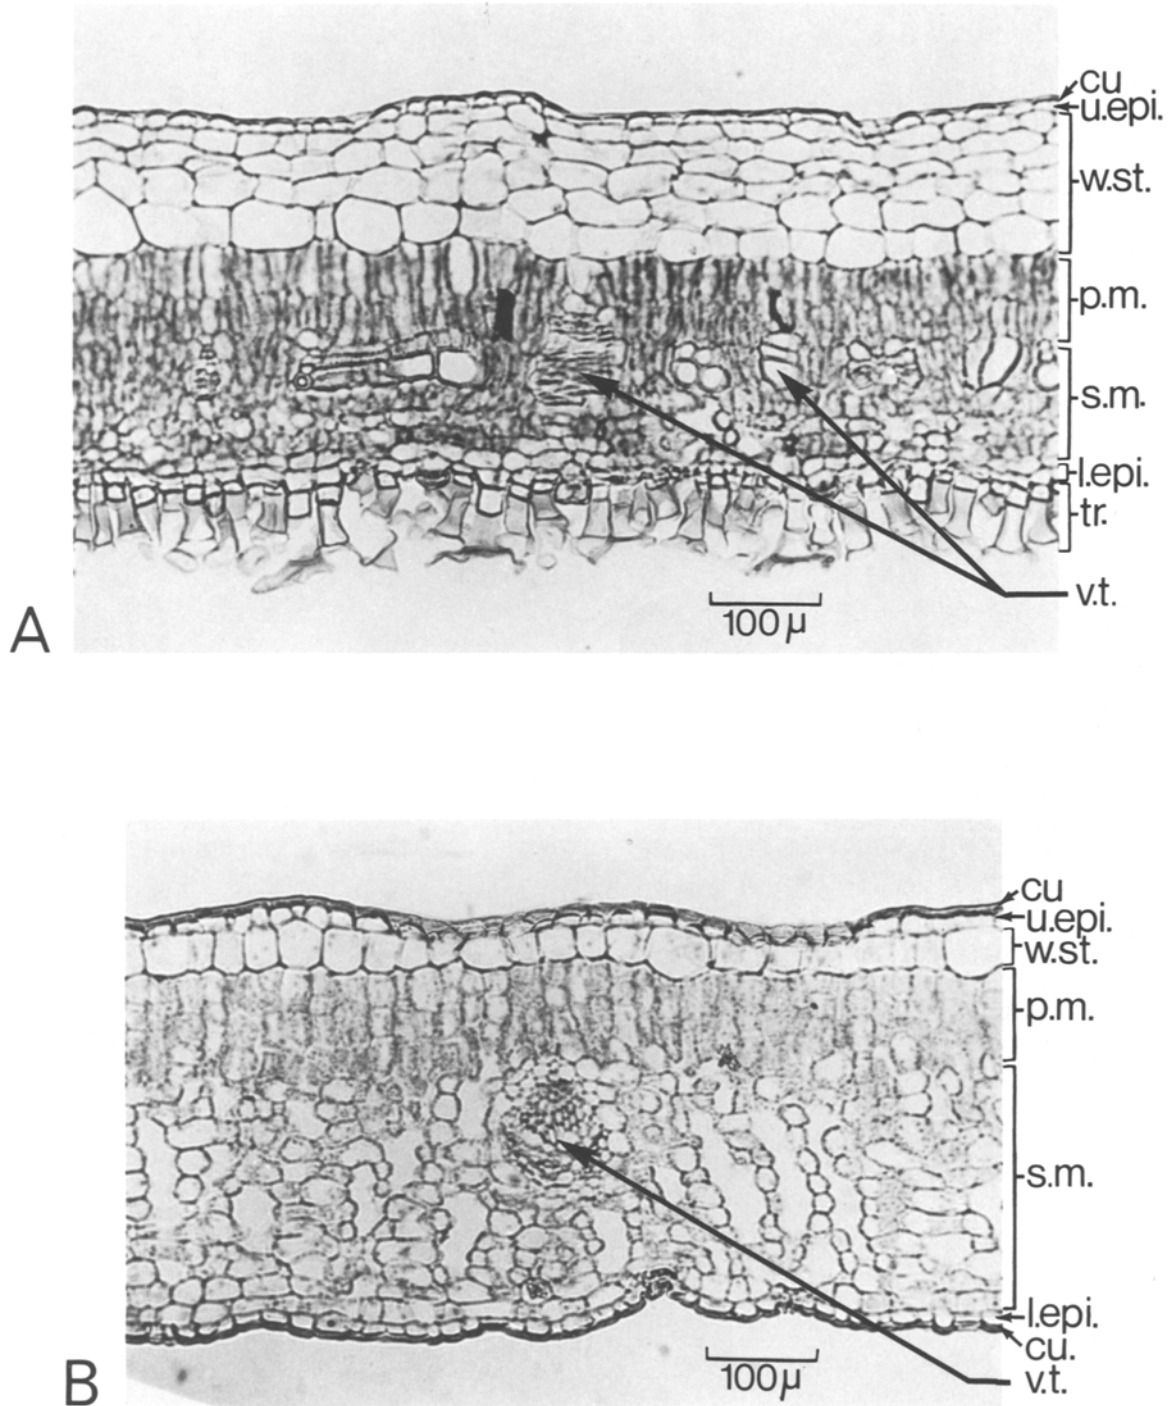 cu
u.epi.
w.st.
p.m.
s.m.
l.epi.
tr.
v.t.
100 µ
A
cu
u.epi.
w.st.
p.m.
s.m.
l.epi.
cu.
v.t.
100 µ
B